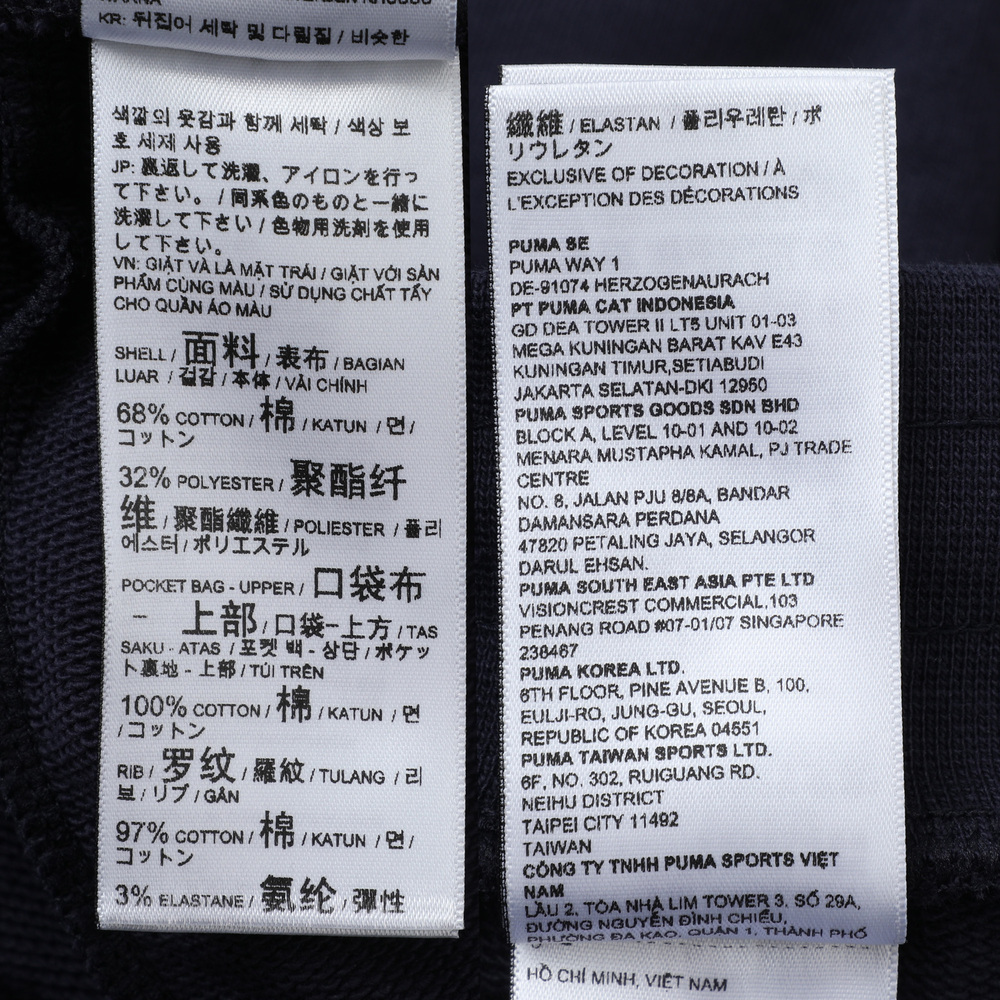 KR: 뒤집어 세탁 및 다림질 / 비슷한
색깔의 옷감과 함께 세탁 / 색상 보
호 세제 사용
JP: 裏返して洗濯、アイロンを行っ
て下さい。 / 同系色のものと一緒に
洗濯して下さい / 色物用洗剤を使用
して下さい。
VN: GIẶT VÀ LÀ MẶT TRÁI / GIẶT VỚI SẢN
PHẨM CÙNG MÀU / SỬ DỤNG CHẤT TẨY
CHO QUẦN ÁO MÀU
SHELL / 面料 / 表布 / BAGIAN
LUAR / 겉감 / 本体 / VẢI CHÍNH
68% COTTON / 棉 / KATUN / 면 /
コットン
32% POLYESTER / 聚酯纤
维 / 聚酯纖維 / POLIESTER / 폴리
에스터 / ポリエステル
POCKET BAG - UPPER / 口袋布
- 上部 / 口袋-上方 / TAS
SAKU - ATAS / 포켓 백 - 상단 / ポケッ
ト裏地 - 上部 / TÚI TRÊN
100% COTTON / 棉 / KATUN / 면
/ コットン
RIB / 罗纹 / 羅紋 / TULANG / 리
브 / リブ / GÂN
97% COTTON / 棉 / KATUN / 면 /
コットン
3% ELASTANE / 氨纶 / 彈性
纖維 / ELASTAN / 폴리우레탄 / ポ
リウレタン
EXCLUSIVE OF DECORATION / À
L'EXCEPTION DES DÉCORATIONS
PUMA SE
PUMA WAY 1
DE-91074 HERZOGENAURACH
PT PUMA CAT INDONESIA
GD DEA TOWER II LT5 UNIT 01-03
MEGA KUNINGAN BARAT KAV E43
KUNINGAN TIMUR,SETIABUDI
JAKARTA SELATAN-DKI 12950
PUMA SPORTS GOODS SDN BHD
BLOCK A, LEVEL 10-01 AND 10-02
MENARA MUSTAPHA KAMAL, PJ TRADE
CENTRE
NO. 8, JALAN PJU 8/8A, BANDAR
DAMANSARA PERDANA
47820 PETALING JAYA, SELANGOR
DARUL EHSAN.
PUMA SOUTH EAST ASIA PTE LTD
VISIONCREST COMMERCIAL,103
PENANG ROAD #07-01/07 SINGAPORE
238467
PUMA KOREA LTD.
6TH FLOOR, PINE AVENUE B, 100,
EULJI-RO, JUNG-GU, SEOUL,
REPUBLIC OF KOREA 04551
PUMA TAIWAN SPORTS LTD.
6F, NO. 302, RUIGUANG RD.
NEIHU DISTRICT
TAIPEI CITY 11492
TAIWAN
CÔNG TY TNHH PUMA SPORTS VIỆT
NAM
LẦU 2, TÒA NHÀ LIM TOWER 3, SỐ 29A,
ĐƯỜNG NGUYỄN ĐÌNH CHIỂU,
PHƯỜNG ĐA KAO, QUẬN 1, THÀNH PHỐ
HỒ CHÍ MINH, VIỆT NAM